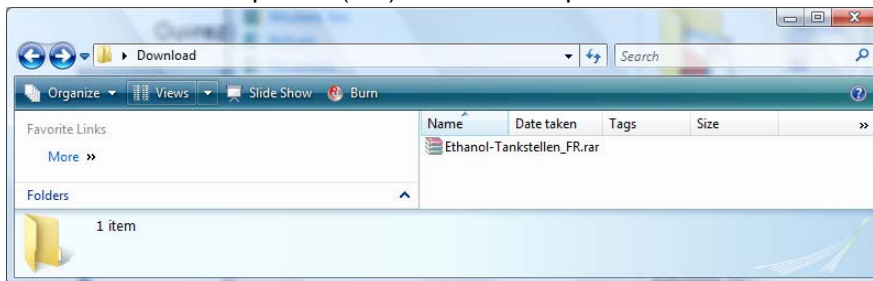 Download
Search
Organize Views Slide Show Burn
Favorite Links
More »
Folders
Name Date taken Tags Size »
Ethanol-Tankstellen_FR.rar
1 item